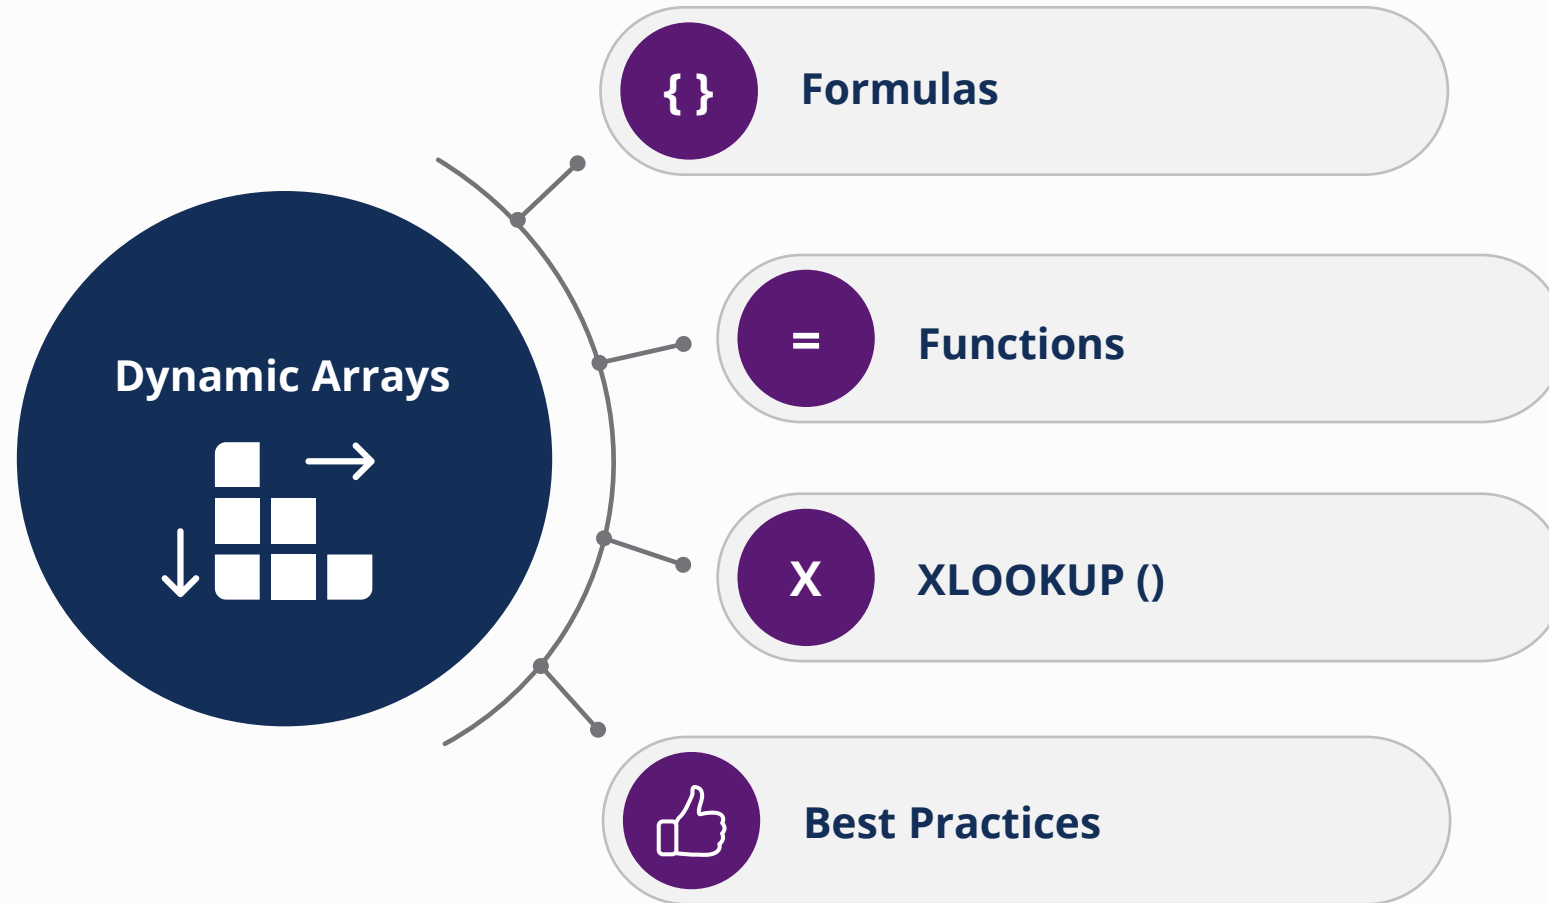 Dynamic Arrays
{ } Formulas
= Functions
X XLOOKUP ()
Best Practices